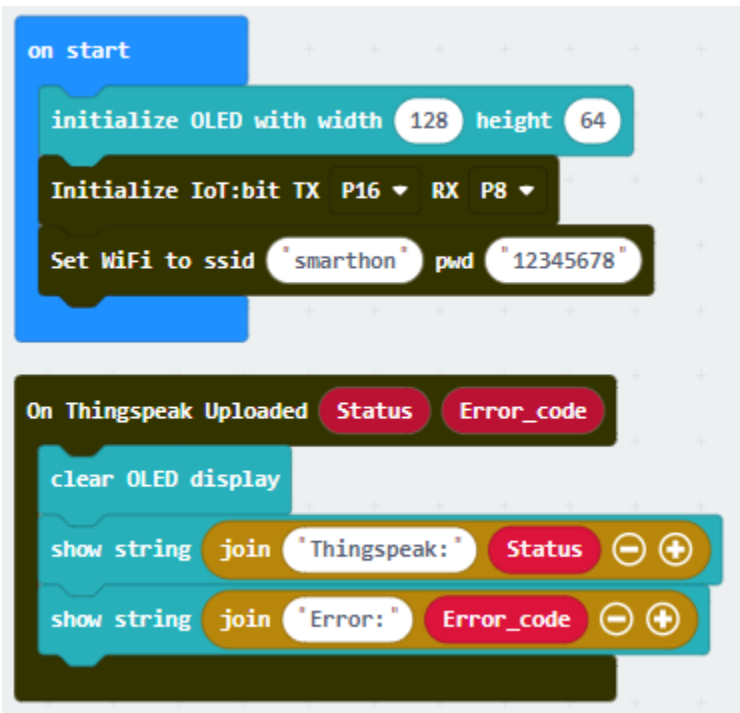 on start
initialize OLED with width 128 height 64
Initialize IoT:bit TX P16 RX P8
Set WiFi to ssid "smarthon" pwd "12345678"
On Thingspeak Uploaded Status Error_code
clear OLED display
show string join "Thingspeak:" Status
show string join "Error:" Error_code